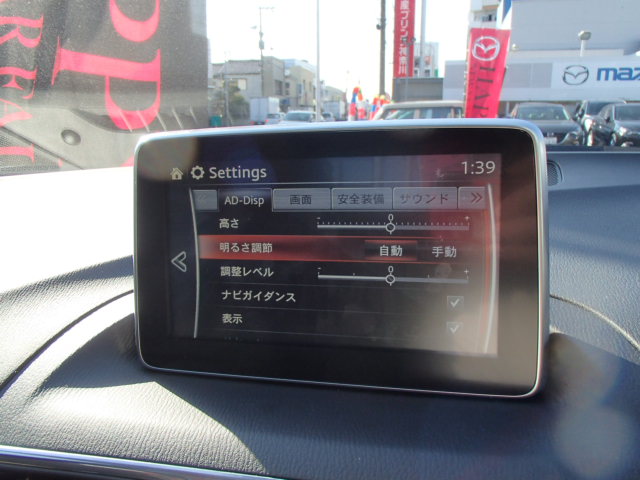 Settings
1:39
AD-Disp 画面 安全装備 サウンド
高さ
- 0 +
明るさ調節 自動 手動
調整レベル
- 0 +
ナビガイダンス
表示
mazda